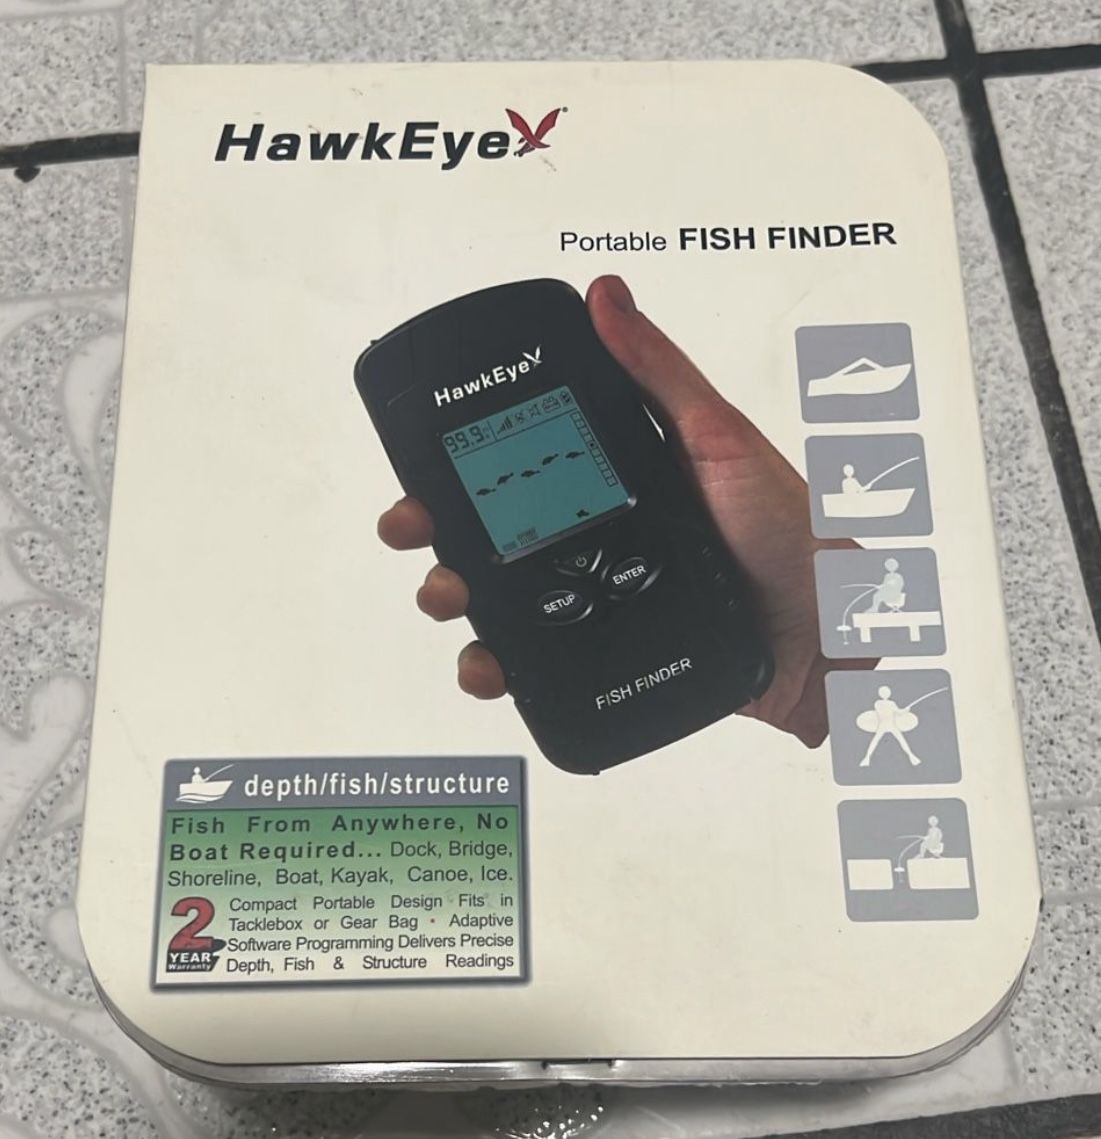 HawkEye
Portable FISH FINDER
HawkEye
99.9
SETUP
ENTER
FISH FINDER
depth/fish/structure
Fish From Anywhere, No
Boat Required... Dock, Bridge,
Shoreline, Boat, Kayak, Canoe, Ice.
2
YEAR
Warranty
Compact Portable Design Fits in
Tacklebox or Gear Bag • Adaptive
Software Programming Delivers Precise
Depth, Fish & Structure Readings